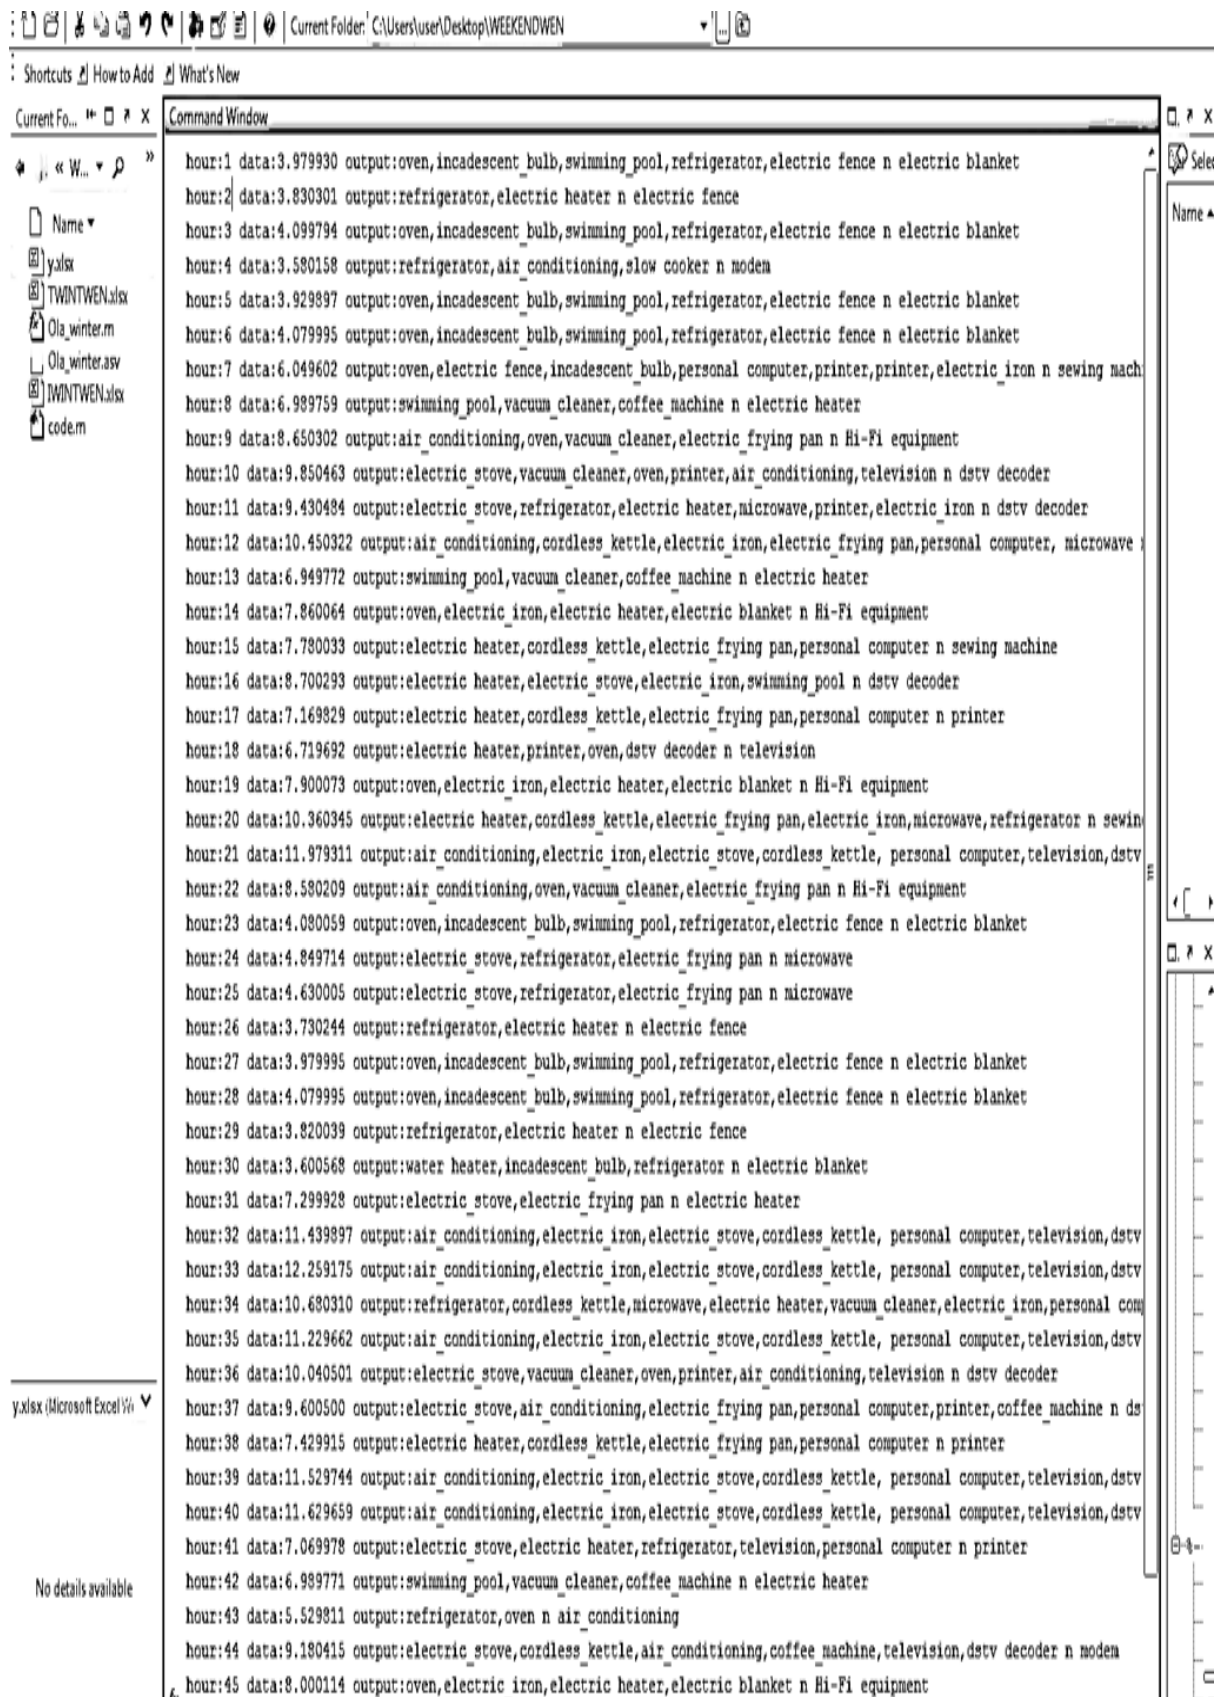 Current Folder: C:\Users\user\Desktop\WEEKENDWEN
Shortcuts How to Add What's New
Current Fo...
« W...
Name
y.xlsx
TWINTWEN.xlsx
Ola_winter.m
Ola_winter.asv
IWINTWEN.xlsx
code.m
y.xlsx (Microsoft Excel W
No details available
Command Window
hour:1 data:3.979930 output:oven,incadescent_bulb,swimming_pool,refrigerator,electric fence n electric blanket
hour:2 data:3.830301 output:refrigerator,electric heater n electric fence
hour:3 data:4.099794 output:oven,incadescent_bulb,swimming_pool,refrigerator,electric fence n electric blanket
hour:4 data:3.580158 output:refrigerator,air_conditioning,slow cooker n modem
hour:5 data:3.929897 output:oven,incadescent_bulb,swimming_pool,refrigerator,electric fence n electric blanket
hour:6 data:4.079995 output:oven,incadescent_bulb,swimming_pool,refrigerator,electric fence n electric blanket
hour:7 data:6.049602 output:oven,electric fence,incadescent_bulb,personal computer,printer,printer,electric_iron n sewing mach
hour:8 data:6.989759 output:swimming_pool,vacuum_cleaner,coffee_machine n electric heater
hour:9 data:8.650302 output:air_conditioning,oven,vacuum_cleaner,electric_frying pan n Hi-Fi equipment
hour:10 data:9.850463 output:electric_stove,vacuum_cleaner,oven,printer,air_conditioning,television n dstv decoder
hour:11 data:9.430484 output:electric_stove,refrigerator,electric heater,microwave,printer,electric_iron n dstv decoder
hour:12 data:10.450322 output:air_conditioning,cordless_kettle,electric_iron,electric_frying pan,personal computer, microwave
hour:13 data:6.949772 output:swimming_pool,vacuum_cleaner,coffee_machine n electric heater
hour:14 data:7.860064 output:oven,electric_iron,electric heater,electric blanket n Hi-Fi equipment
hour:15 data:7.780033 output:electric heater,cordless_kettle,electric_frying pan,personal computer n sewing machine
hour:16 data:8.700293 output:electric heater,electric_stove,electric_iron,swimming_pool n dstv decoder
hour:17 data:7.169829 output:electric heater,cordless_kettle,electric_frying pan,personal computer n printer
hour:18 data:6.719692 output:electric heater,printer,oven,dstv decoder n television
hour:19 data:7.900073 output:oven,electric_iron,electric heater,electric blanket n Hi-Fi equipment
hour:20 data:10.360345 output:electric heater,cordless_kettle,electric_frying pan,electric_iron,microwave,refrigerator n sewin
hour:21 data:11.979311 output:air_conditioning,electric_iron,electric_stove,cordless_kettle, personal computer,television,dstv
hour:22 data:8.580209 output:air_conditioning,oven,vacuum_cleaner,electric_frying pan n Hi-Fi equipment
hour:23 data:4.080059 output:oven,incadescent_bulb,swimming_pool,refrigerator,electric fence n electric blanket
hour:24 data:4.849714 output:electric_stove,refrigerator,electric_frying pan n microwave
hour:25 data:4.630005 output:electric_stove,refrigerator,electric_frying pan n microwave
hour:26 data:3.730244 output:refrigerator,electric heater n electric fence
hour:27 data:3.979995 output:oven,incadescent_bulb,swimming_pool,refrigerator,electric fence n electric blanket
hour:28 data:4.079995 output:oven,incadescent_bulb,swimming_pool,refrigerator,electric fence n electric blanket
hour:29 data:3.820039 output:refrigerator,electric heater n electric fence
hour:30 data:3.600568 output:water heater,incadescent_bulb,refrigerator n electric blanket
hour:31 data:7.299928 output:electric_stove,electric_frying pan n electric heater
hour:32 data:11.439897 output:air_conditioning,electric_iron,electric_stove,cordless_kettle, personal computer,television,dstv
hour:33 data:12.259175 output:air_conditioning,electric_iron,electric_stove,cordless_kettle, personal computer,television,dstv
hour:34 data:10.680310 output:refrigerator,cordless_kettle,microwave,electric heater,vacuum_cleaner,electric_iron,personal com
hour:35 data:11.229662 output:air_conditioning,electric_iron,electric_stove,cordless_kettle, personal computer,television,dstv
hour:36 data:10.040501 output:electric_stove,vacuum_cleaner,oven,printer,air_conditioning,television n dstv decoder
hour:37 data:9.600500 output:electric_stove,air_conditioning,electric_frying pan,personal computer,printer,coffee_machine n ds
hour:38 data:7.429915 output:electric heater,cordless_kettle,electric_frying pan,personal computer n printer
hour:39 data:11.529744 output:air_conditioning,electric_iron,electric_stove,cordless_kettle, personal computer,television,dstv
hour:40 data:11.629659 output:air_conditioning,electric_iron,electric_stove,cordless_kettle, personal computer,television,dstv
hour:41 data:7.069978 output:electric_stove,electric heater,refrigerator,television,personal computer n printer
hour:42 data:6.989771 output:swimming_pool,vacuum_cleaner,coffee_machine n electric heater
hour:43 data:5.529811 output:refrigerator,oven n air_conditioning
hour:44 data:9.180415 output:electric_stove,cordless_kettle,air_conditioning,coffee_machine,television,dstv decoder n modem
hour:45 data:8.000114 output:oven,electric_iron,electric heater,electric blanket n Hi-Fi equipment
Selec
Name